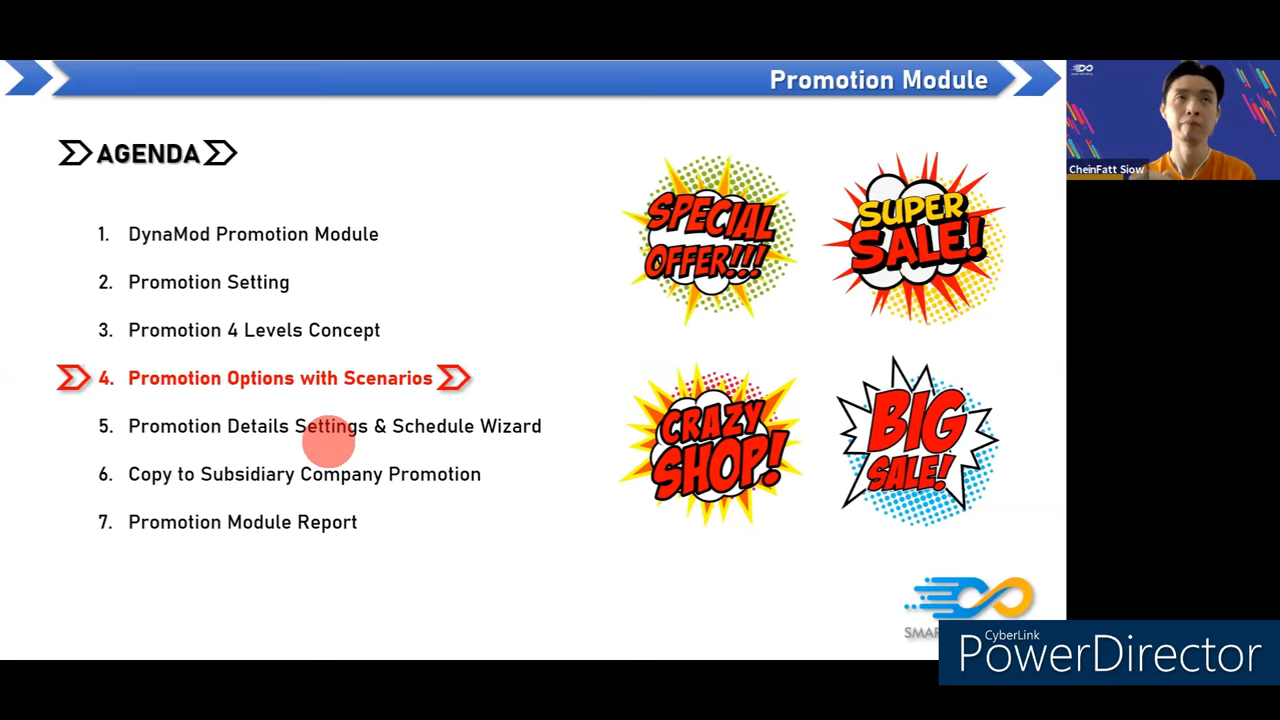 Promotion Module
CheinFatt Siow
AGENDA
SPECIAL
OFFER!!!
SUPER
SALE!
1. DynaMod Promotion Module
2. Promotion Setting
3. Promotion 4 Levels Concept
4. Promotion Options with Scenarios
5. Promotion Details Settings & Schedule Wizard
6. Copy to Subsidiary Company Promotion
7. Promotion Module Report
CRAZY
SHOP!
BIG
SALE!
CyberLink
PowerDirector